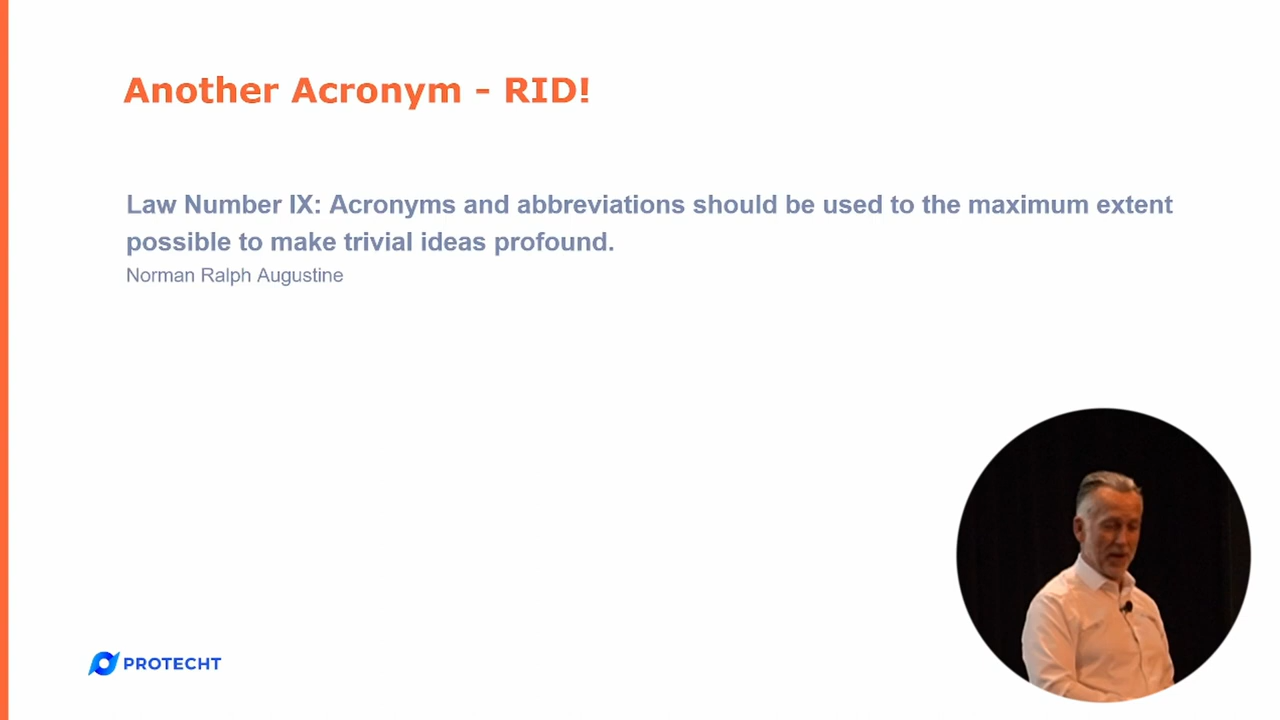 Another Acronym - RID!
Law Number IX: Acronyms and abbreviations should be used to the maximum extent
possible to make trivial ideas profound.
Norman Ralph Augustine
PROTECHT